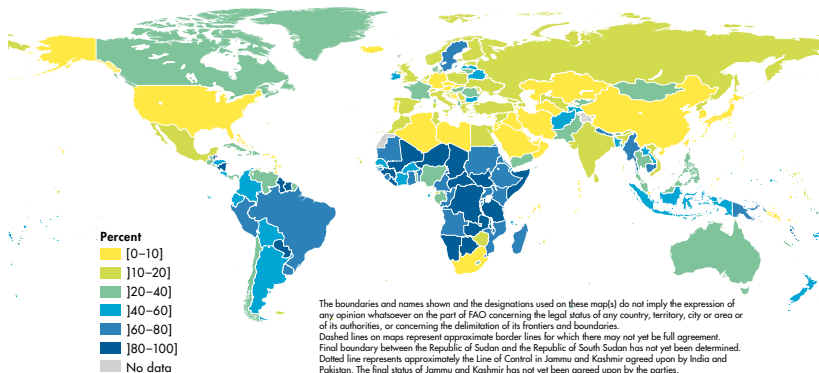 Percent
[0–10]
]10–20]
]20–40]
]40–60]
]60–80]
]80–100]
No data
The boundaries and names shown and the designations used on these map(s) do not imply the expression of
any opinion whatsoever on the part of FAO concerning the legal status of any country, territory, city or area or
of its authorities, or concerning the delimitation of its frontiers and boundaries.
Dashed lines on maps represent approximate border lines for which there may not yet be full agreement.
Final boundary between the Republic of Sudan and the Republic of South Sudan has not yet been determined.
Dotted line represents approximately the Line of Control in Jammu and Kashmir agreed upon by India and
Pakistan. The final status of Jammu and Kashmir has not yet been agreed upon by the parties.